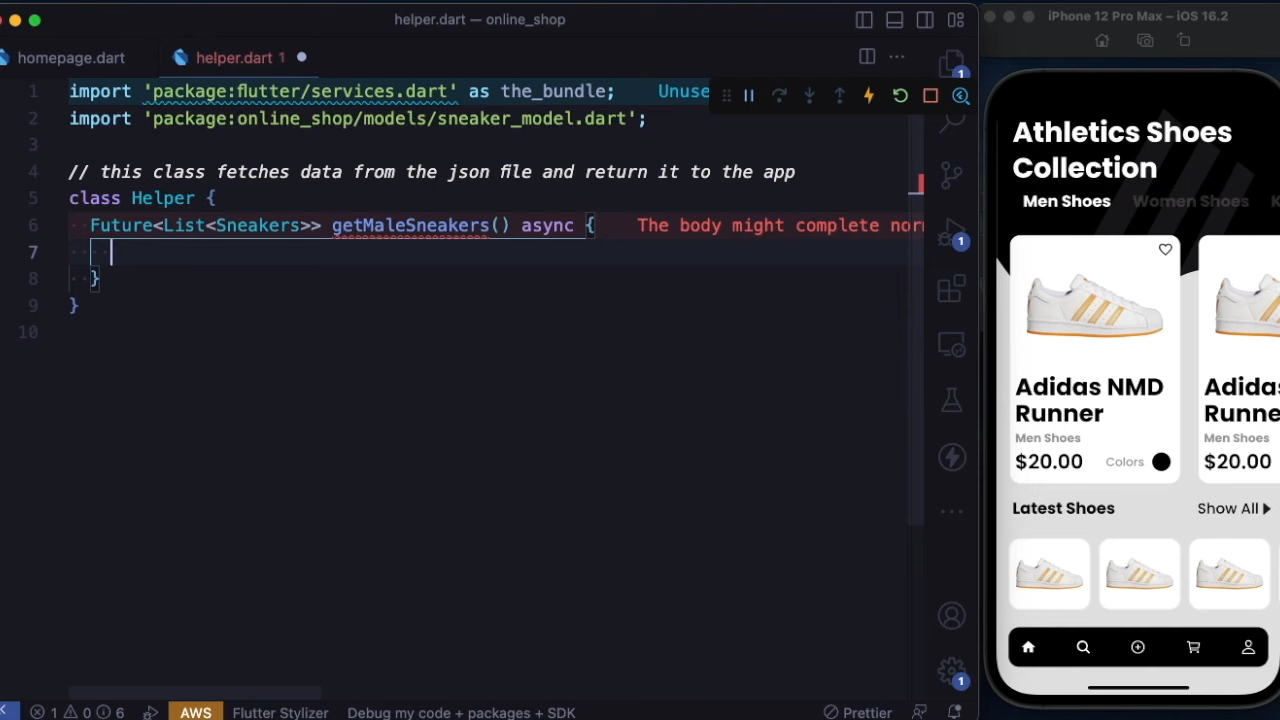 helper.dart — online_shop
homepage.dart
helper.dart 1
1 import 'package:flutter/services.dart' as the_bundle; Unuse
2 import 'package:online_shop/models/sneaker_model.dart';
3
4 // this class fetches data from the json file and return it to the app
5 class Helper {
6 Future<List<Sneakers>> getMaleSneakers() async { The body might complete norm
7
8 }
9 }
10
1
1
1
1 0 6 AWS Flutter Stylizer Debug my code + packages + SDK Prettier
iPhone 12 Pro Max – iOS 16.2
Athletics Shoes
Collection
Men Shoes Women Shoes K
Adidas NMD
Runner
Men Shoes
$20.00 Colors
Adidas
Runne
Men Shoes
$20.00
Latest Shoes Show All